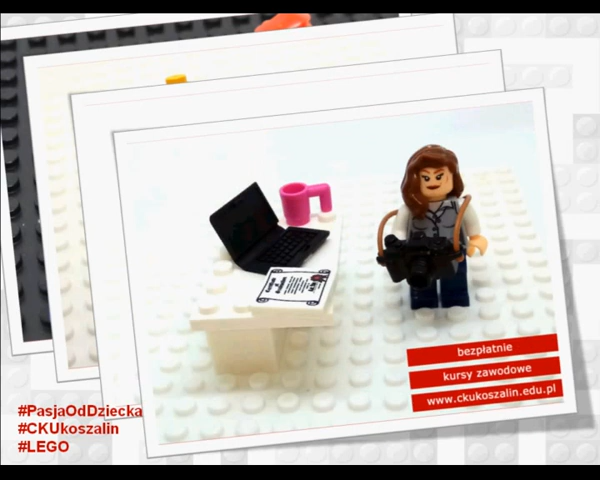 bezpłatnie
kursy zawodowe
www.ckukoszalin.edu.pl
#PasjaOdDziecka
#CKUkoszalin
#LEGO